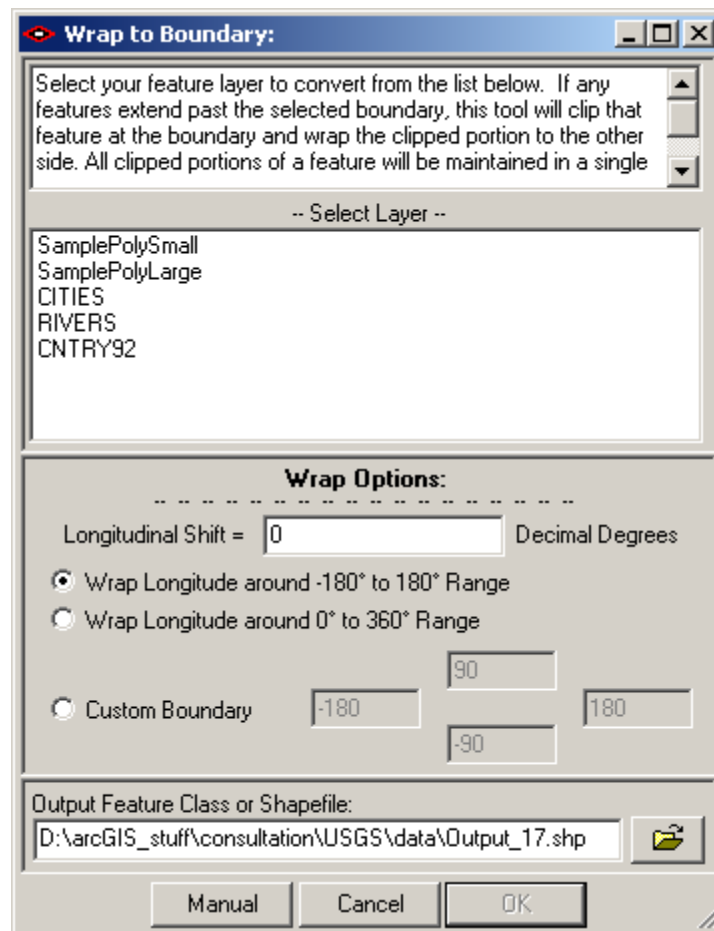 Wrap to Boundary:
Select your feature layer to convert from the list below.  If any
features extend past the selected boundary, this tool will clip that
feature at the boundary and wrap the clipped portion to the other
side. All clipped portions of a feature will be maintained in a single
-- Select Layer --
SamplePolySmall
SamplePolyLarge
CITIES
RIVERS
CNTRY92
Wrap Options:
-- -- -- -- -- -- -- -- -- -- -- -- -- -- -- -- -- --
Longitudinal Shift = 0 Decimal Degrees
Wrap Longitude around -180° to 180° Range
Wrap Longitude around 0° to 360° Range
90
Custom Boundary -180 180
-90
Output Feature Class or Shapefile:
D:\arcGIS_stuff\consultation\USGS\data\Output_17.shp
Manual Cancel OK